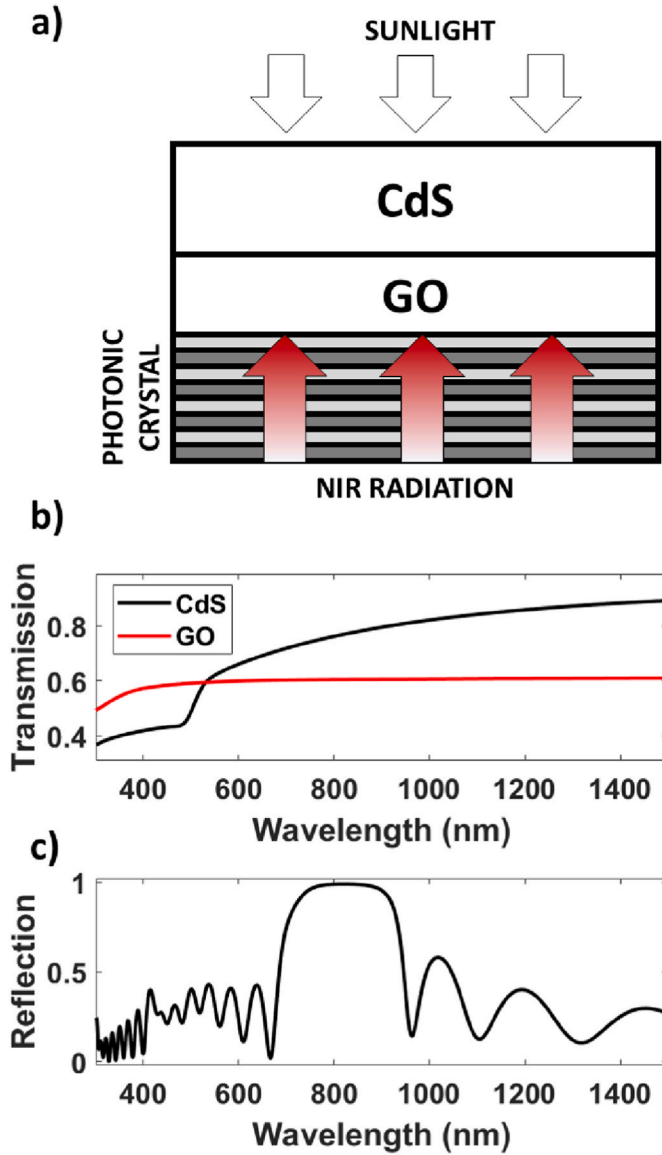 a)
SUNLIGHT
CdS
GO
PHOTONIC
CRYSTAL
NIR RADIATION
b)
Transmission
0.8
0.6
0.4
CdS
GO
400 600 800 1000 1200 1400
Wavelength (nm)
c)
Reflection
1
0.5
0
400 600 800 1000 1200 1400
Wavelength (nm)